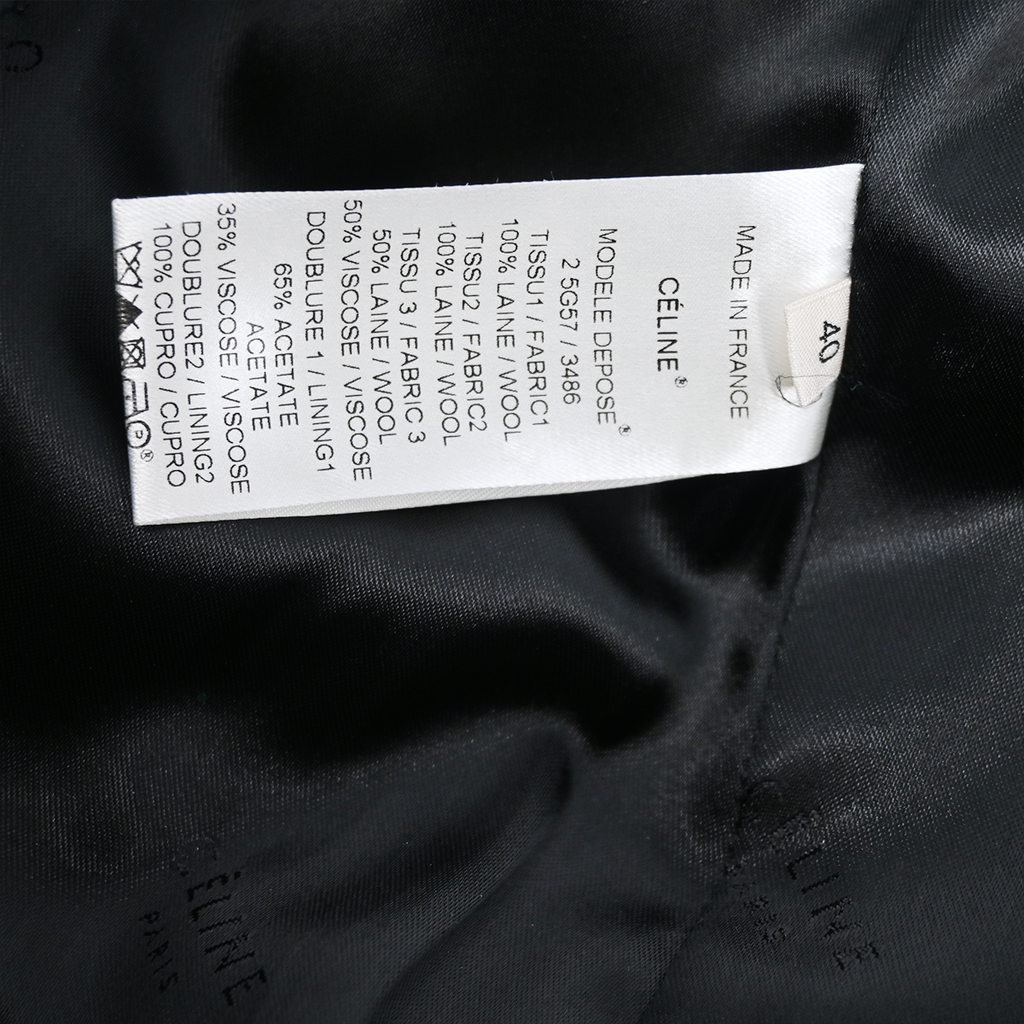 40
MADE IN FRANCE
CÉLINE®
MODELE DEPOSE®
2 5G57 / 3486
TISSU1 / FABRIC1
100% LAINE / WOOL
TISSU2 / FABRIC2
100% LAINE / WOOL
TISSU 3 / FABRIC 3
50% LAINE / WOOL
50% VISCOSE / VISCOSE
DOUBLURE 1 / LINING1
65% ACETATE
ACETATE
35% VISCOSE / VISCOSE
DOUBLURE2 / LINING2
100% CUPRO / CUPRO
P®
CÉLINE
PARIS
CÉLINE
PARIS